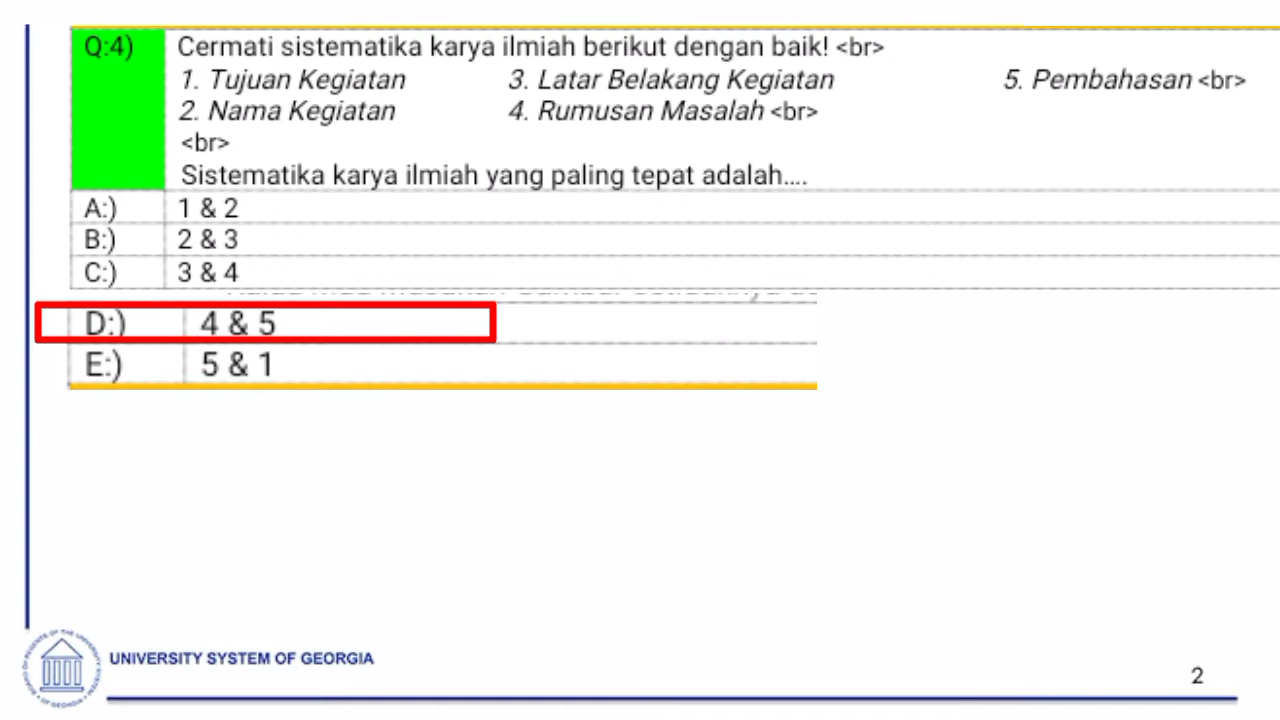 Q:4) Cermati sistematika karya ilmiah berikut dengan baik! <br>
1. Tujuan Kegiatan 3. Latar Belakang Kegiatan 5. Pembahasan <br>
2. Nama Kegiatan 4. Rumusan Masalah <br>
<br>
Sistematika karya ilmiah yang paling tepat adalah....
A:) 1 & 2
B:) 2 & 3
C:) 3 & 4
D:) 4 & 5
E:) 5 & 1
UNIVERSITY SYSTEM OF GEORGIA
2